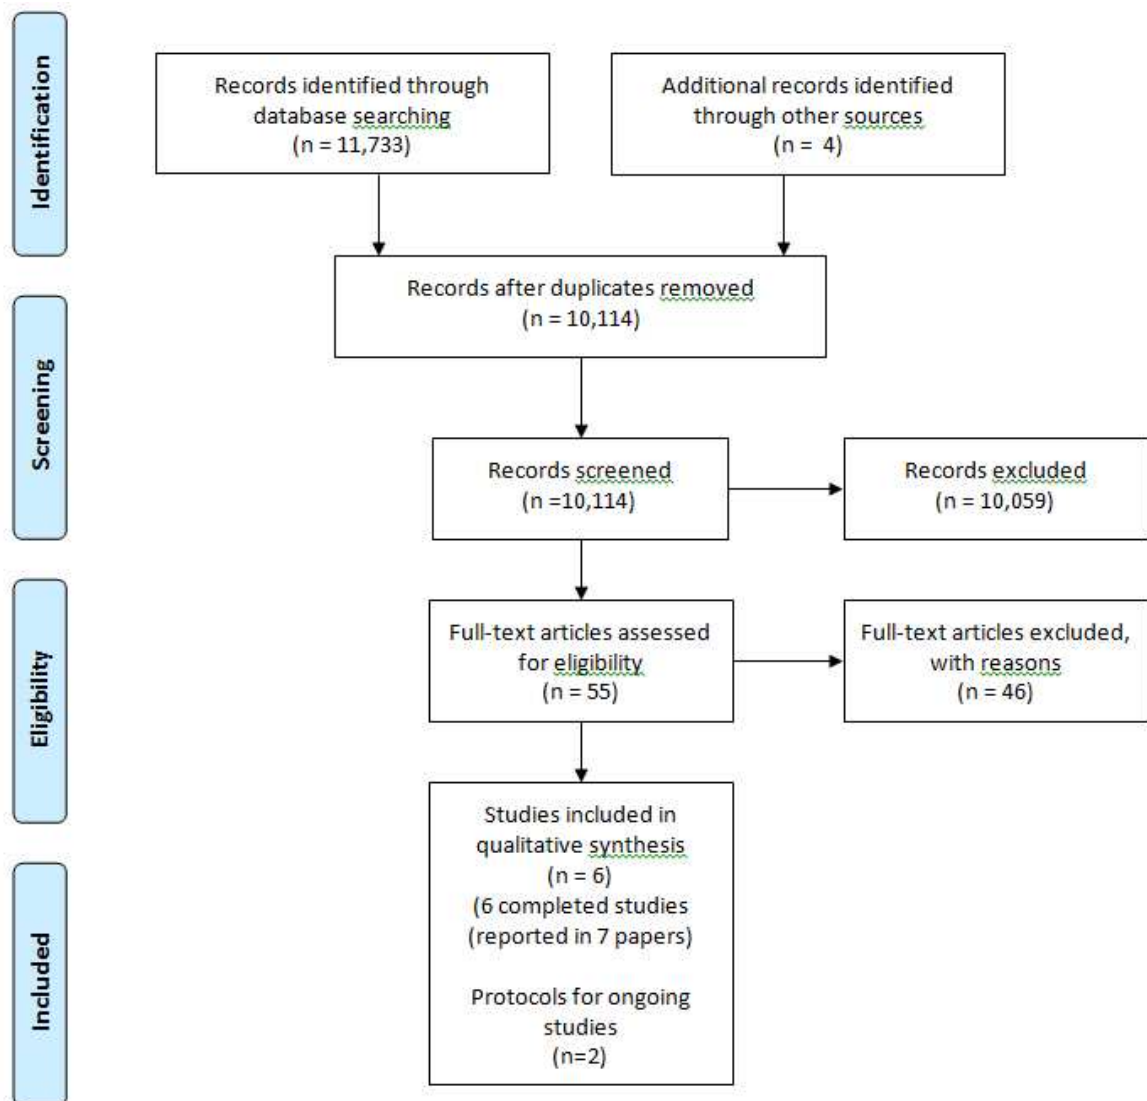 Identification
Records identified through
database searching
(n = 11,733)
Additional records identified
through other sources
(n = 4)
Records after duplicates removed
(n = 10,114)
Screening
Records screened
(n =10,114)
Records excluded
(n = 10,059)
Eligibility
Full-text articles assessed
for eligibility
(n = 55)
Full-text articles excluded,
with reasons
(n = 46)
Included
Studies included in
qualitative synthesis
(n = 6)
(6 completed studies
(reported in 7 papers)
Protocols for ongoing
studies
(n=2)